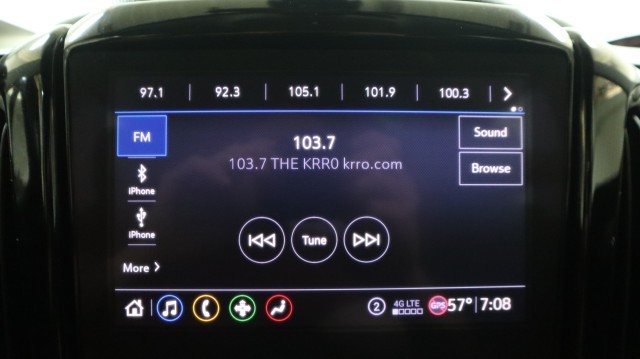 97.1 92.3 105.1 101.9 100.3
FM
103.7
Sound
103.7 THE KRR0 krro.com
Browse
iPhone
iPhone
Tune
More
2 4G LTE GPS 57° 7:08